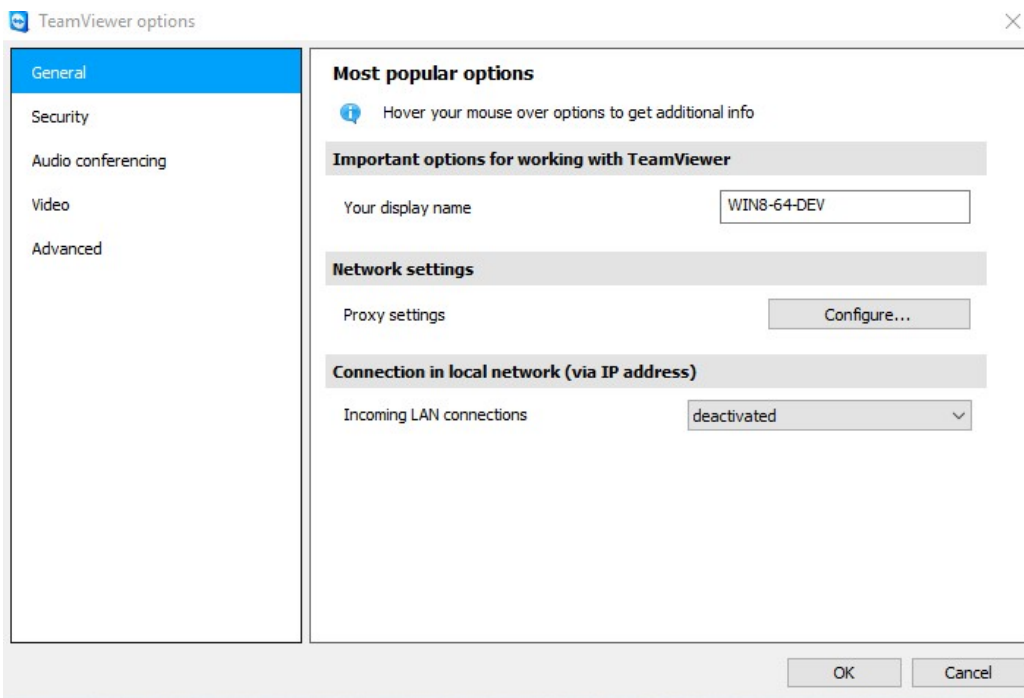 TeamViewer options
General
Security
Audio conferencing
Video
Advanced
Most popular options
Hover your mouse over options to get additional info
Important options for working with TeamViewer
Your display name
WIN8-64-DEV
Network settings
Proxy settings
Configure...
Connection in local network (via IP address)
Incoming LAN connections
deactivated
OK
Cancel